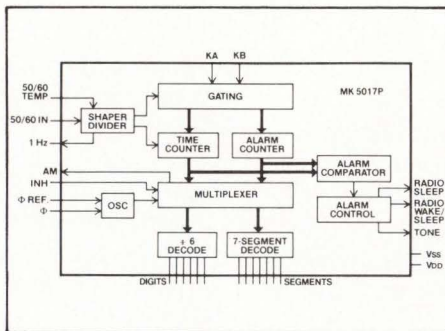 KA KB
MK 5017P
50/60
TEMP
50/60 IN
1 Hz
SHAPER
DIVIDER
GATING
TIME
COUNTER
ALARM
COUNTER
ALARM
COMPARATOR
AM
INH
Φ REF.
Φ
OSC
MULTIPLEXER
ALARM
CONTROL
RADIO
SLEEP
RADIO
WAKE/
SLEEP
TONE
÷ 6
DECODE
7-SEGMENT
DECODE
VSS
VDD
DIGITS
SEGMENTS